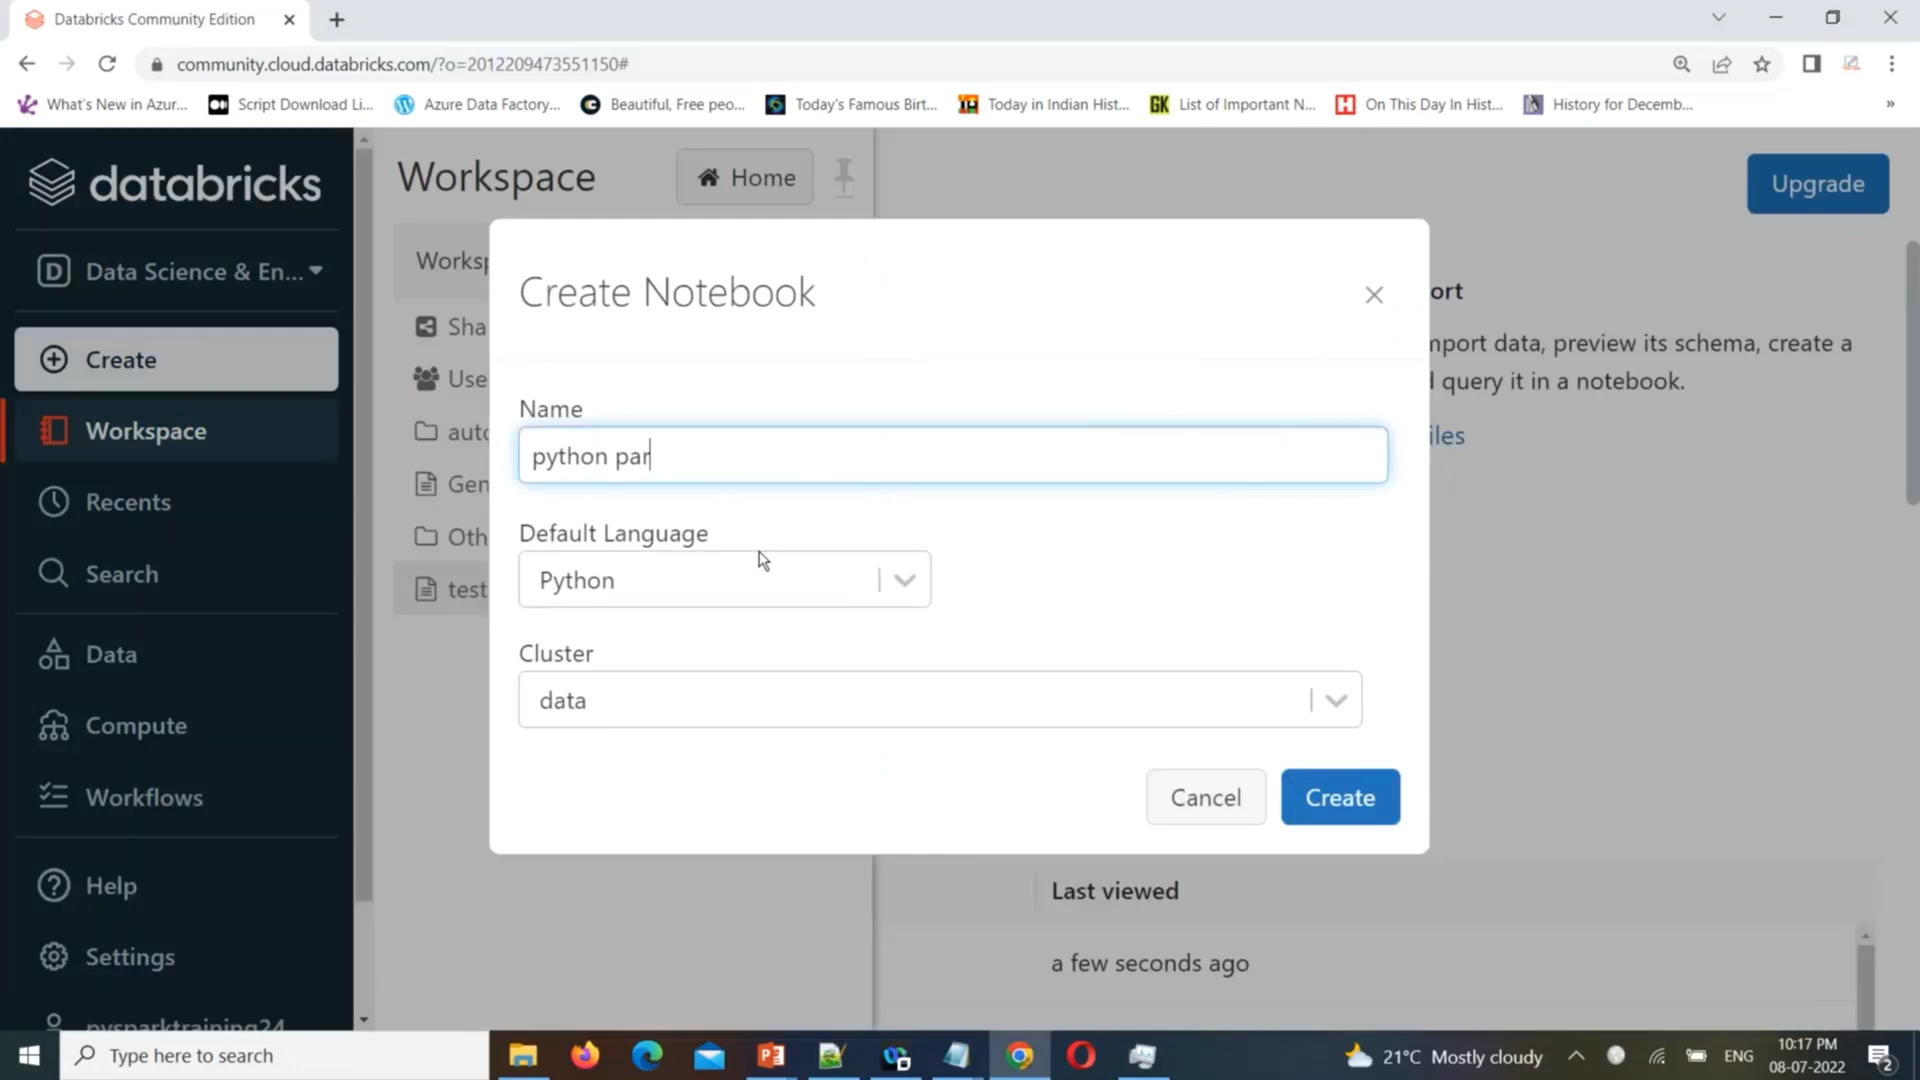 Databricks Community Edition
community.cloud.databricks.com/?o=2012209473551150#
What's New in Azur...
Script Download Li...
Azure Data Factory...
Beautiful, Free peo...
Today's Famous Birt...
Today in Indian Hist...
GK
List of Important N...
H
On This Day In Hist...
History for Decemb...
»
databricks
Workspace
Home
Upgrade
D
Data Science & En...
Create
Workspace
Recents
Search
Data
Compute
Workflows
Help
Settings
pysparktraining24
Worksp
Sha
Use
auto
Gen
Oth
test
Create Notebook
Name
python par
Default Language
Python
Cluster
data
Cancel
Create
ort
mport data, preview its schema, create a
d query it in a notebook.
iles
Last viewed
a few seconds ago
Type here to search
21°C Mostly cloudy
ENG
10:17 PM
08-07-2022
2